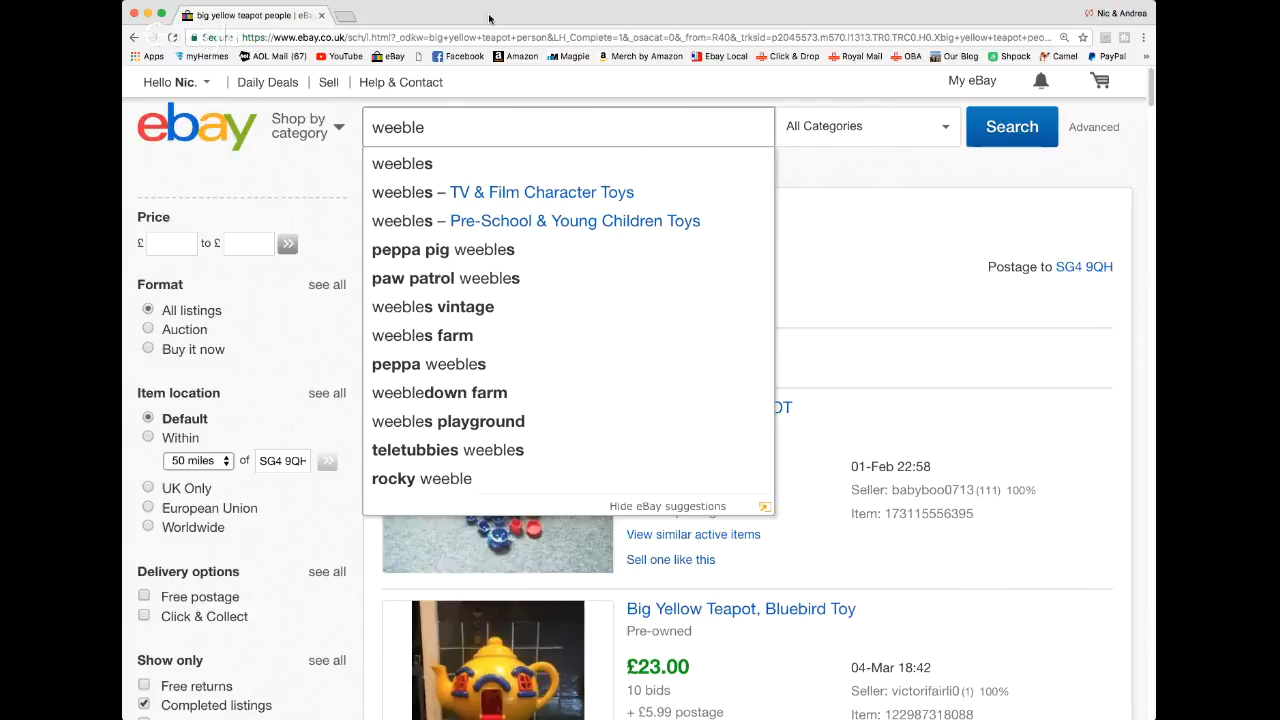 big yellow teapot people | eBa
Nic & Andrea
Secure https://www.ebay.co.uk/sch/i.html?_odkw=big+yellow+teapot+person&LH_Complete=1&_osacat=0&_from=R40&_trksid=p2045573.m570.l1313.TR0.TRC0.H0.Xbig+yellow+teapot+peo...
Apps myHermes AOL Mail (67) YouTube eBay Facebook Amazon Magpie Merch by Amazon Ebay Local Click & Drop Royal Mail OBA Our Blog Shpock Camel PayPal »
Hello Nic. Daily Deals Sell Help & Contact My eBay
ebay
Shop by category
weeble
All Categories
Search
Advanced
weebles
weebles – TV & Film Character Toys
weebles – Pre-School & Young Children Toys
peppa pig weebles
paw patrol weebles
weebles vintage
weebles farm
peppa weebles
weebledown farm
weebles playground
teletubbies weebles
rocky weeble
Hide eBay suggestions
Price
£ to £
Format see all
All listings
Auction
Buy it now
Item location see all
Default
Within
50 miles of SG4 9QH
UK Only
European Union
Worldwide
Delivery options see all
Free postage
Click & Collect
Show only see all
Free returns
Completed listings
Postage to SG4 9QH
OT
01-Feb 22:58
Seller: babyboo0713 (111) 100%
Item: 173115556395
View similar active items
Sell one like this
Big Yellow Teapot, Bluebird Toy
Pre-owned
£23.00
10 bids
+ £5.99 postage
04-Mar 18:42
Seller: victorifairli0 (1) 100%
Item: 122987318088